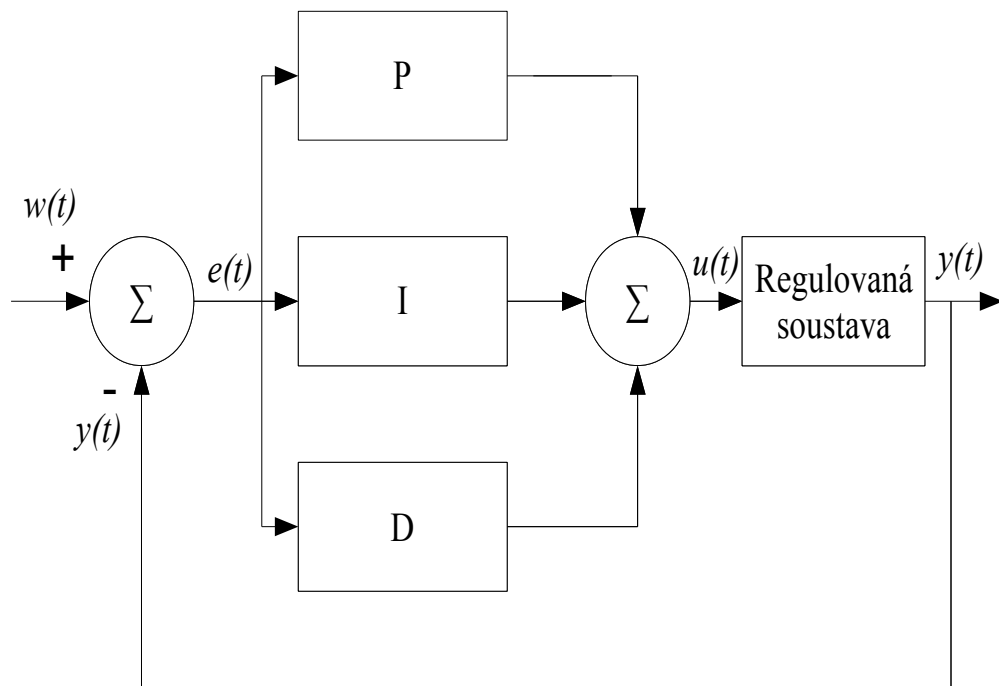 P
w(t)
+
Σ
e(t)
I
Σ
u(t)
Regulovaná
soustava
y(t)
-
y(t)
D